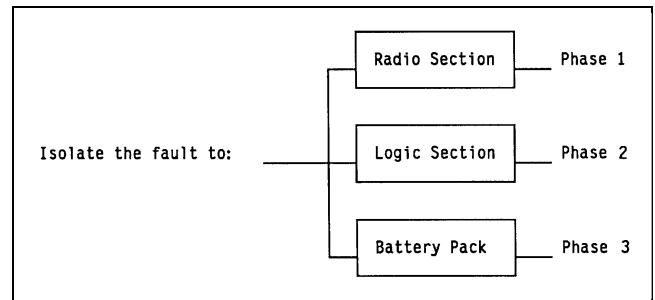 Radio Section Phase 1
Isolate the fault to: Logic Section Phase 2
Battery Pack Phase 3